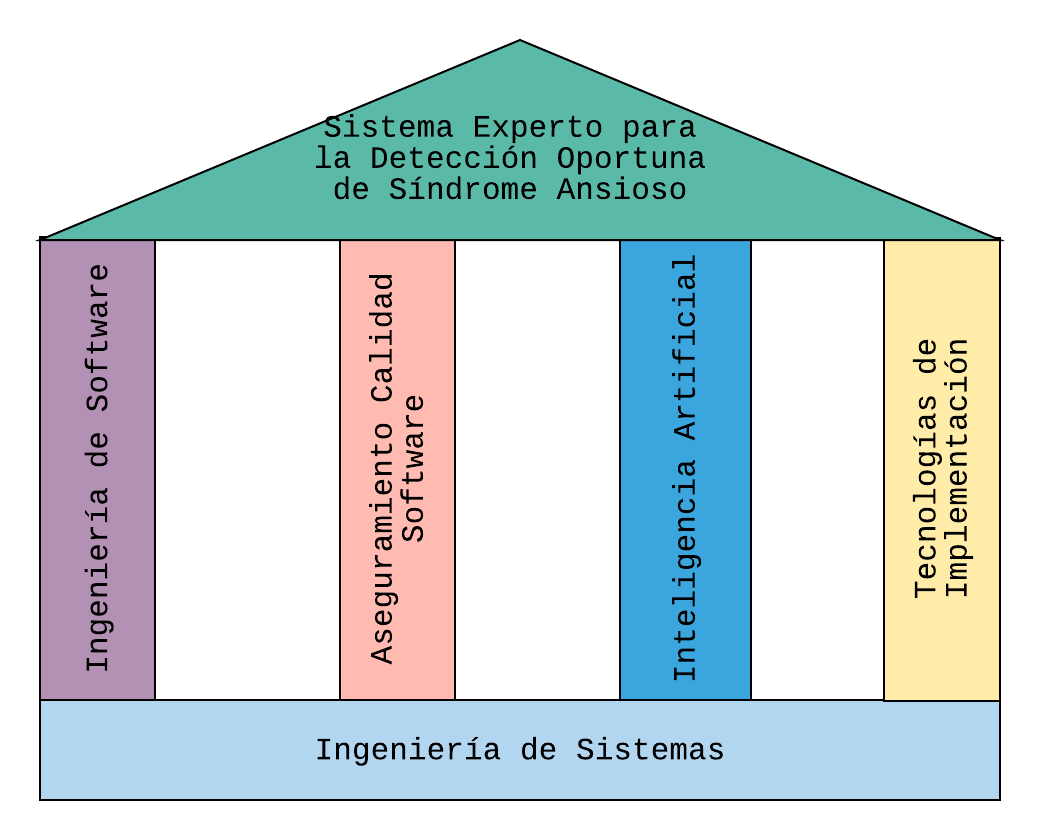 Sistema Experto para
la Detección Oportuna
de Síndrome Ansioso
Ingeniería de Software
Aseguramiento Calidad
Software
Inteligencia Artificial
Tecnologías de
Implementación
Ingeniería de Sistemas